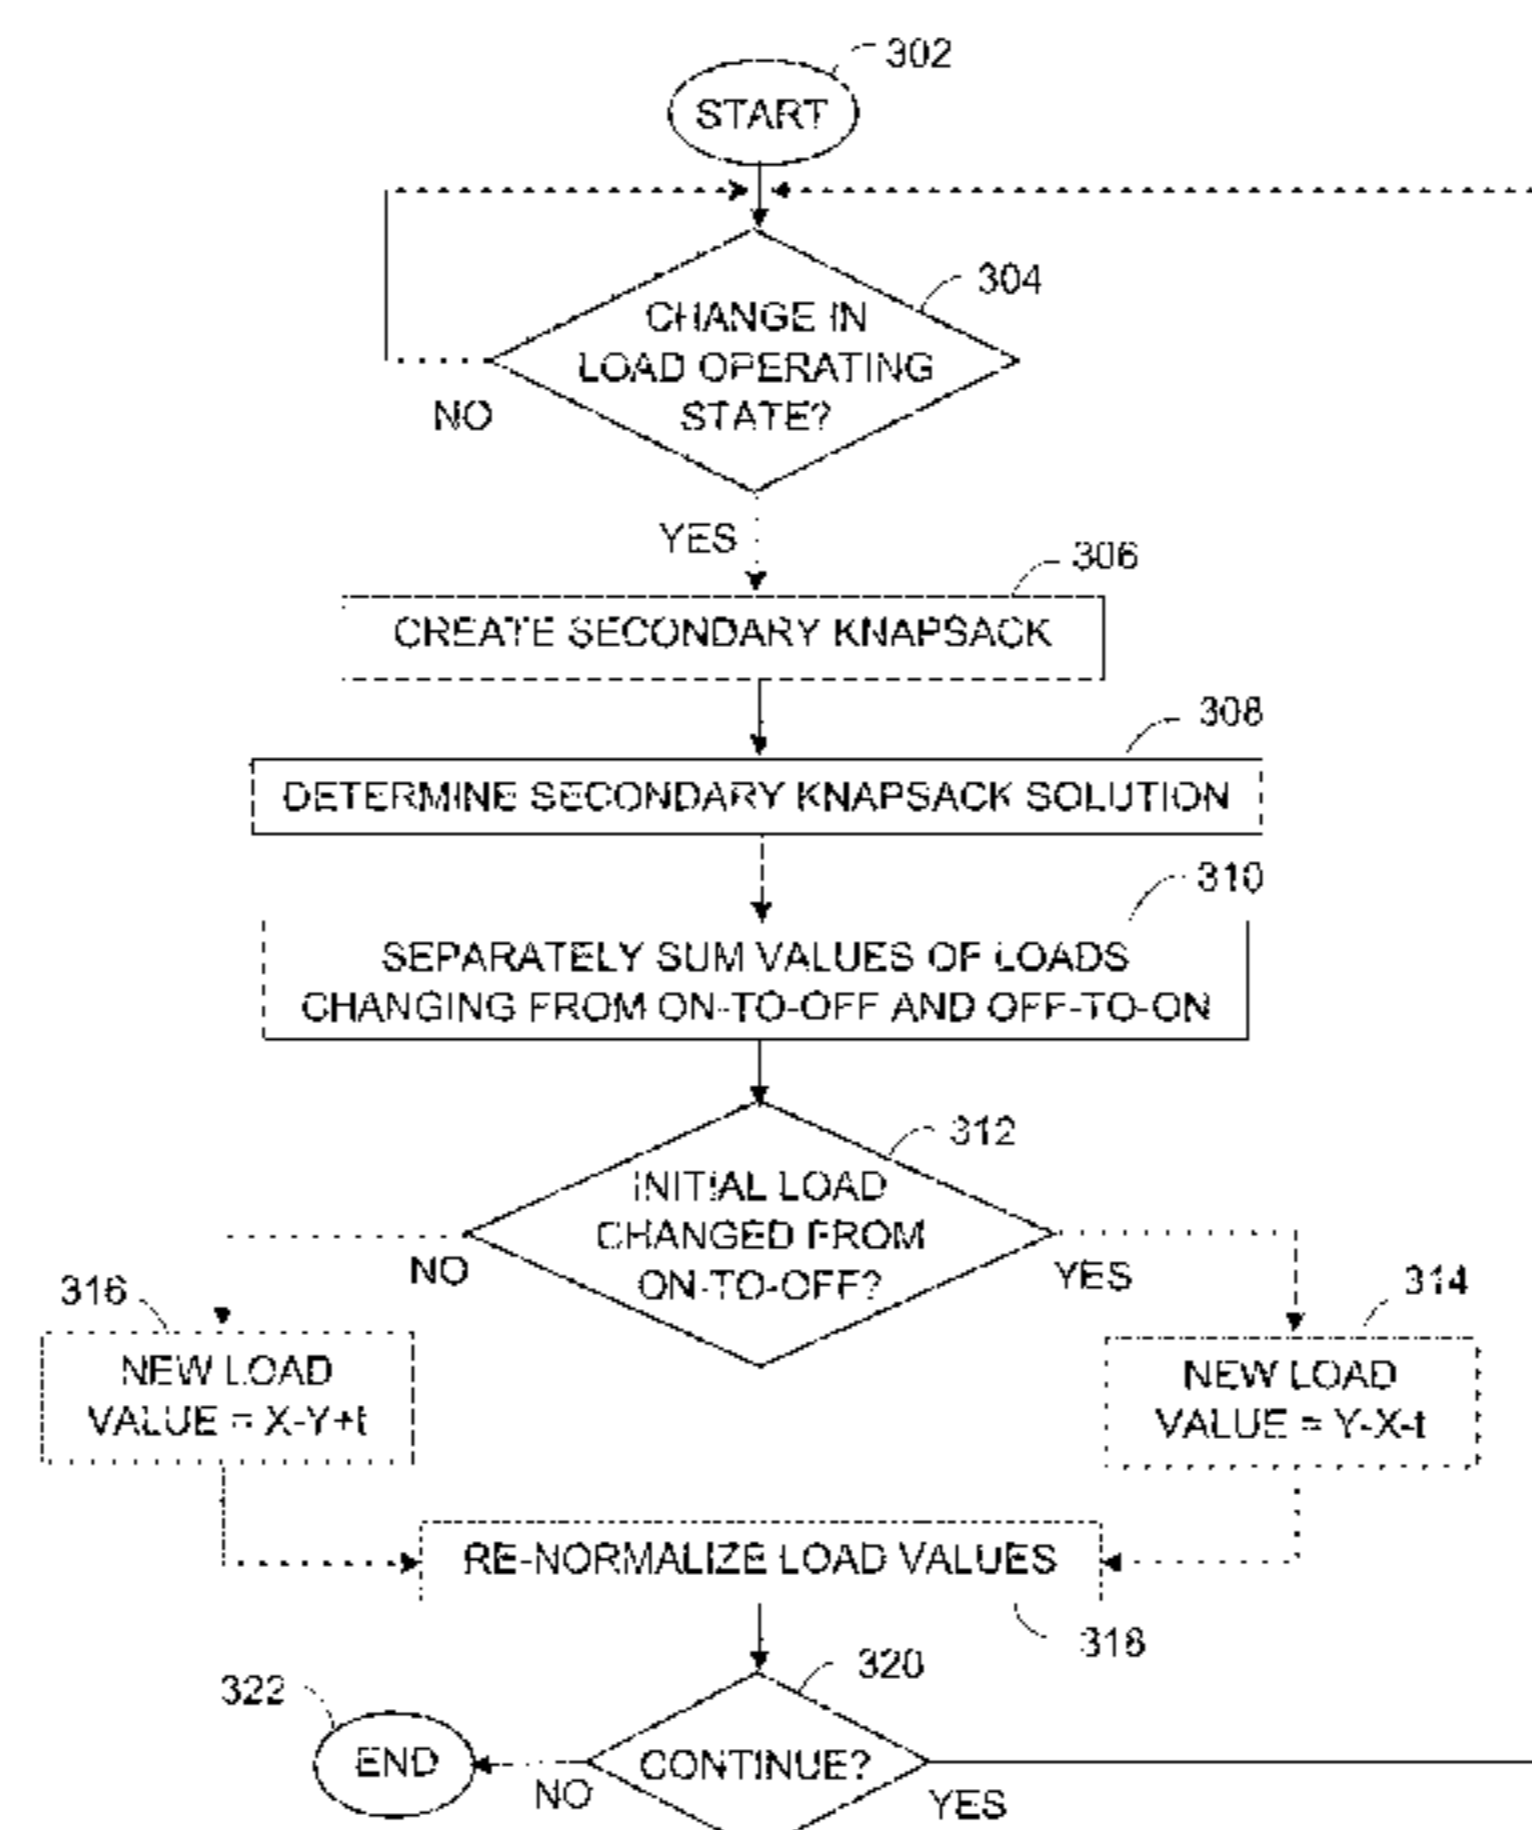 302
START
304
CHANGE IN
LOAD OPERATING
STATE?
NO
YES
306
CREATE SECONDARY KNAPSACK
308
DETERMINE SECONDARY KNAPSACK SOLUTION
310
SEPARATELY SUM VALUES OF LOADS
CHANGING FROM ON-TO-OFF AND OFF-TO-ON
312
INITIAL LOAD
CHANGED FROM
ON-TO-OFF?
NO
YES
316
NEW LOAD
VALUE = X-Y+t
314
NEW LOAD
VALUE = Y-X-t
RE-NORMALIZE LOAD VALUES
318
320
CONTINUE?
322
END
NO
YES